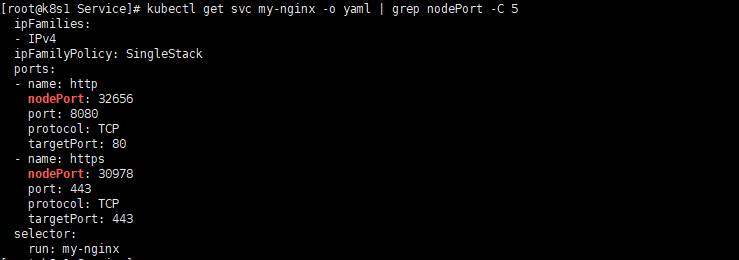 [root@k8s1 Service]# kubectl get svc my-nginx -o yaml | grep nodePort -C 5
  ipFamilies:
  - IPv4
  ipFamilyPolicy: SingleStack
  ports:
  - name: http
    nodePort: 32656
    port: 8080
    protocol: TCP
    targetPort: 80
  - name: https
    nodePort: 30978
    port: 443
    protocol: TCP
    targetPort: 443
  selector:
    run: my-nginx